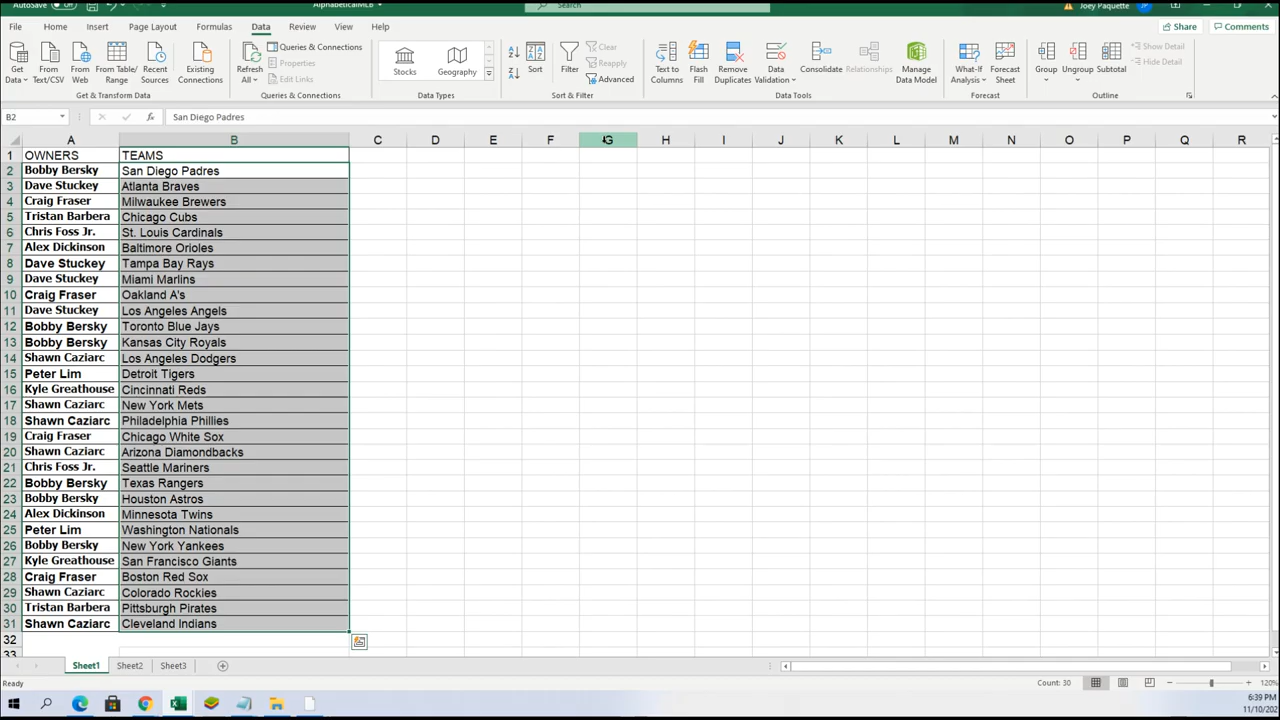 AutoSave Off AlphabeticalMLB Search Joey Paquette JP
File Home Insert Page Layout Formulas Data Review View Help Share Comments
Get Data From Text/CSV From Web From Table/Range Recent Sources Existing Connections
Refresh All Queries & Connections Properties Edit Links
Stocks Geography
Sort Filter Clear Reapply Advanced
Text to Columns Flash Fill Remove Duplicates Data Validation Consolidate Relationships Manage Data Model
What-If Analysis Forecast Sheet
Group Ungroup Subtotal Show Detail Hide Detail
Get & Transform Data Queries & Connections Data Types Sort & Filter Data Tools Forecast Outline
B2 fx San Diego Padres
A B C D E F G H I J K L M N O P Q R
1 OWNERS TEAMS
2 Bobby Bersky San Diego Padres
3 Dave Stuckey Atlanta Braves
4 Craig Fraser Milwaukee Brewers
5 Tristan Barbera Chicago Cubs
6 Chris Foss Jr. St. Louis Cardinals
7 Alex Dickinson Baltimore Orioles
8 Dave Stuckey Tampa Bay Rays
9 Dave Stuckey Miami Marlins
10 Craig Fraser Oakland A's
11 Dave Stuckey Los Angeles Angels
12 Bobby Bersky Toronto Blue Jays
13 Bobby Bersky Kansas City Royals
14 Shawn Caziarc Los Angeles Dodgers
15 Peter Lim Detroit Tigers
16 Kyle Greathouse Cincinnati Reds
17 Shawn Caziarc New York Mets
18 Shawn Caziarc Philadelphia Phillies
19 Craig Fraser Chicago White Sox
20 Shawn Caziarc Arizona Diamondbacks
21 Chris Foss Jr. Seattle Mariners
22 Bobby Bersky Texas Rangers
23 Bobby Bersky Houston Astros
24 Alex Dickinson Minnesota Twins
25 Peter Lim Washington Nationals
26 Bobby Bersky New York Yankees
27 Kyle Greathouse San Francisco Giants
28 Craig Fraser Boston Red Sox
29 Shawn Caziarc Colorado Rockies
30 Tristan Barbera Pittsburgh Pirates
31 Shawn Caziarc Cleveland Indians
32
33
Sheet1 Sheet2 Sheet3
Ready Count: 30 120%
6:39 PM
11/10/202